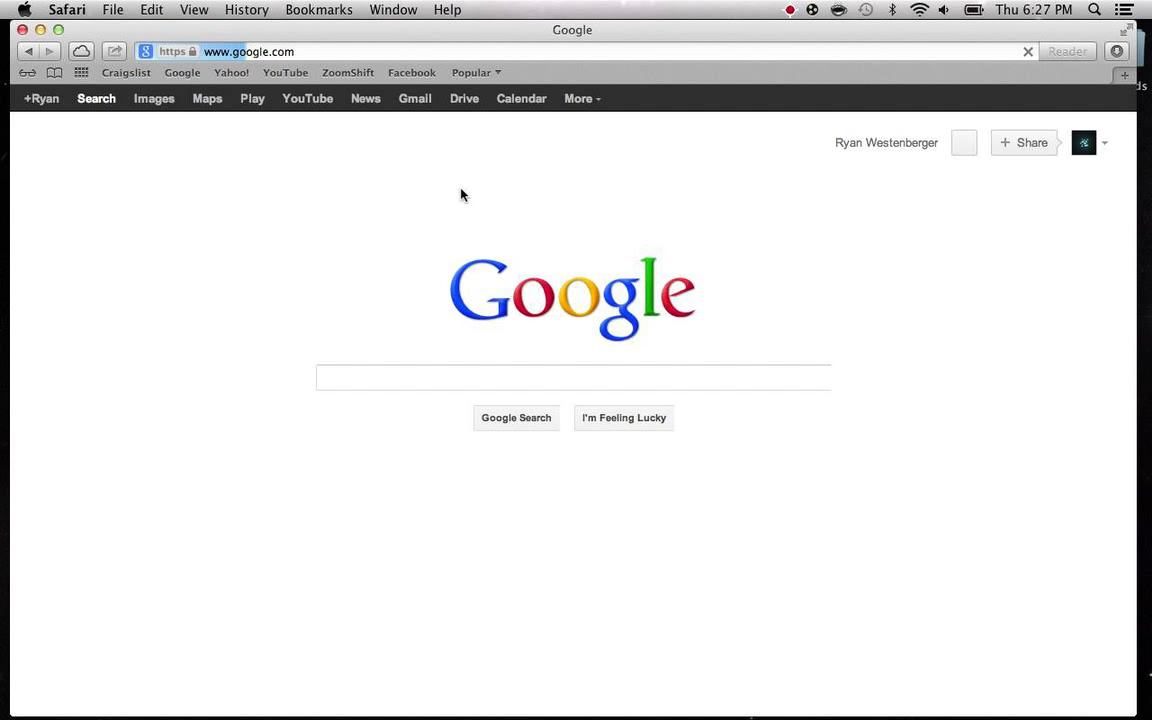 Safari File Edit View History Bookmarks Window Help Thu 6:27 PM
Google
https www.google.com Reader
Craigslist Google Yahoo! YouTube ZoomShift Facebook Popular
+Ryan Search Images Maps Play YouTube News Gmail Drive Calendar More
ds
Ryan Westenberger + Share
Google
Google Search I'm Feeling Lucky